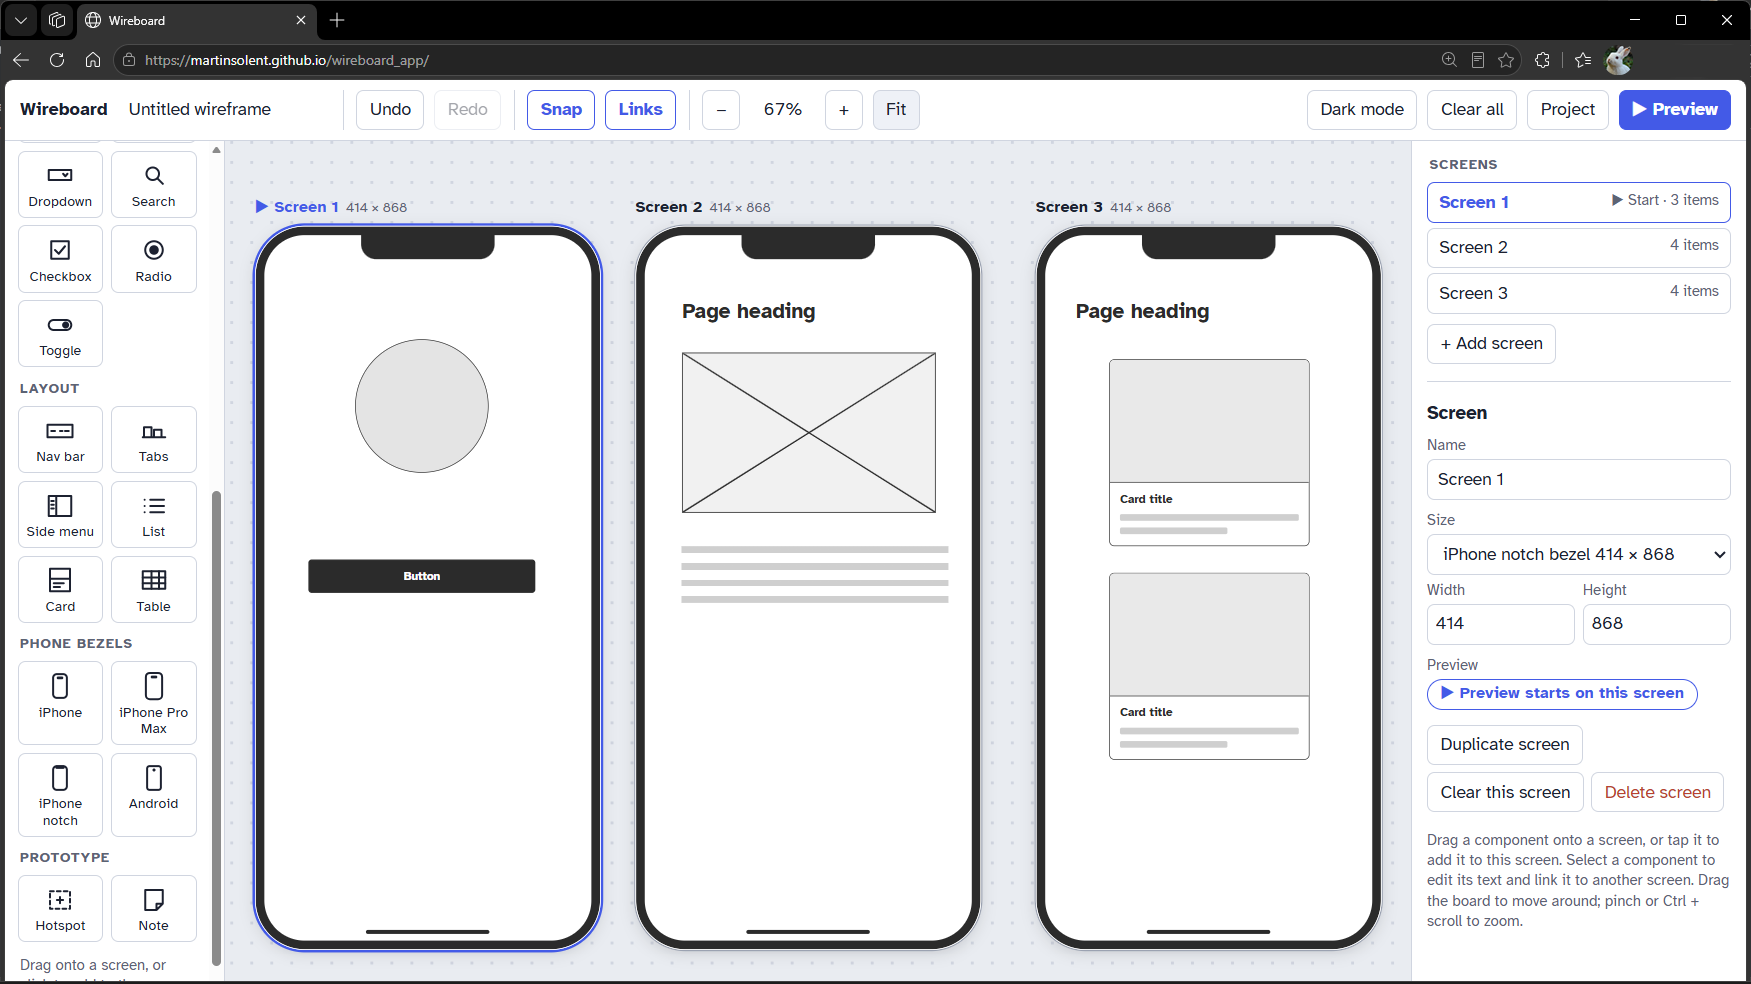 Wireboard
https://martinsolent.github.io/wireboard_app/
Wireboard Untitled wireframe Undo Redo Snap Links − 67% + Fit Dark mode Clear all Project ▶ Preview
Dropdown Search
Checkbox Radio
Toggle
LAYOUT
Nav bar Tabs
Side menu List
Card Table
PHONE BEZELS
iPhone iPhone Pro Max
iPhone notch Android
PROTOTYPE
Hotspot Note
Drag onto a screen, or
▶ Screen 1 414 × 868
Button
Screen 2 414 × 868
Page heading
Screen 3 414 × 868
Page heading
Card title
Card title
SCREENS
Screen 1 ▶ Start · 3 items
Screen 2 4 items
Screen 3 4 items
+ Add screen
Screen
Name
Screen 1
Size
iPhone notch bezel 414 × 868
Width Height
414 868
Preview
▶ Preview starts on this screen
Duplicate screen
Clear this screen Delete screen
Drag a component onto a screen, or tap it to
add it to this screen. Select a component to
edit its text and link it to another screen. Drag
the board to move around; pinch or Ctrl +
scroll to zoom.